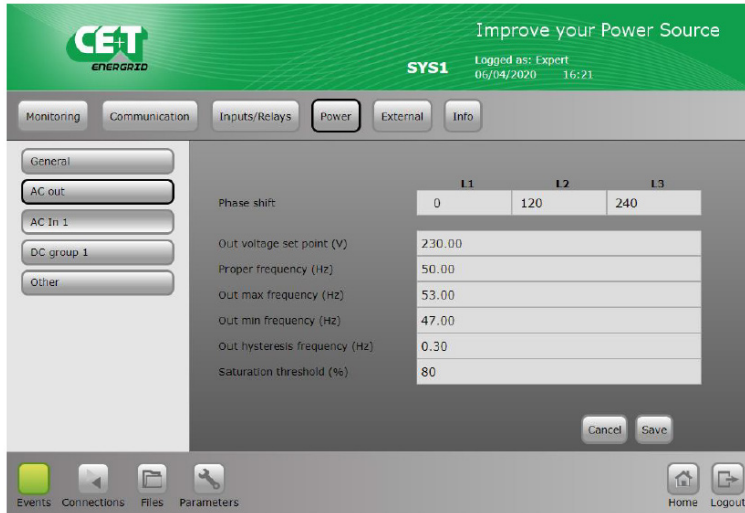 CE+T
ENERGRID
Improve your Power Source
SYS1
Logged as: Expert
06/04/2020 16:21
Monitoring Communication Inputs/Relays Power External Info
General
AC out
AC In 1
DC group 1
Other
L1 L2 L3
Phase shift 0 120 240
Out voltage set point (V) 230.00
Proper frequency (Hz) 50.00
Out max frequency (Hz) 53.00
Out min frequency (Hz) 47.00
Out hysteresis frequency (Hz) 0.30
Saturation threshold (%) 80
Cancel Save
Events Connections Files Parameters Home Logout